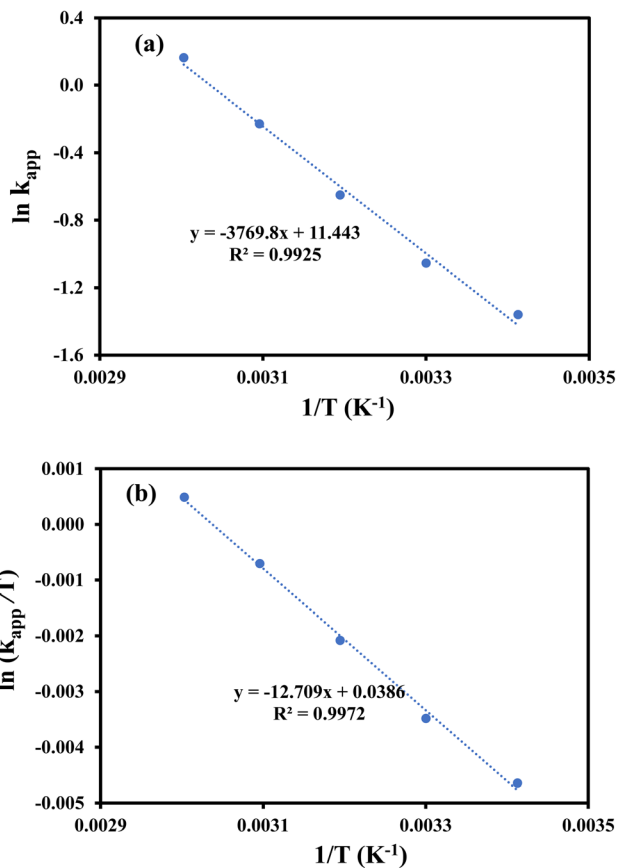 (a)
0.4
0.0
-0.4
-0.8
-1.2
-1.6
ln k_app
y = -3769.8x + 11.443
R² = 0.9925
0.0029
0.0031
0.0033
0.0035
1/T (K⁻¹)
(b)
0.001
0.000
-0.001
-0.002
-0.003
-0.004
-0.005
ln (k_app /T)
y = -12.709x + 0.0386
R² = 0.9972
0.0029
0.0031
0.0033
0.0035
1/T (K⁻¹)